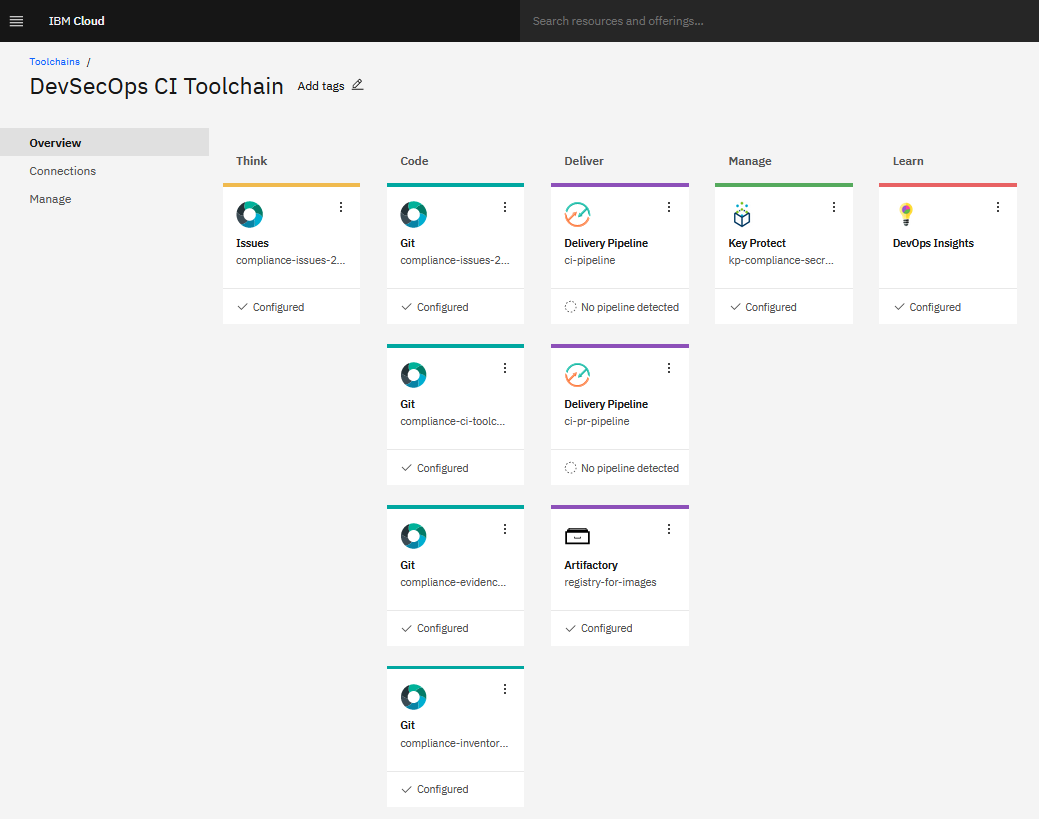 IBM Cloud
Search resources and offerings...
Toolchains /
DevSecOps CI Toolchain Add tags
Overview
Connections
Manage
Think
Issues
compliance-issues-2...
Configured
Code
Git
compliance-issues-2...
Configured
Git
compliance-ci-toolc...
Configured
Git
compliance-evidenc...
Configured
Git
compliance-inventor...
Configured
Deliver
Delivery Pipeline
ci-pipeline
No pipeline detected
Delivery Pipeline
ci-pr-pipeline
No pipeline detected
Artifactory
registry-for-images
Configured
Manage
Key Protect
kp-compliance-secr...
Configured
Learn
DevOps Insights
Configured